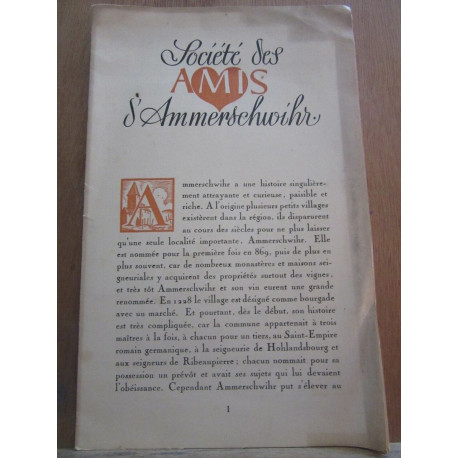 Société des
AMIS
d'Ammerschwihr
Ammerschwihr a une histoire singulière-
ment attrayante et curieuse, paisible et
riche. A l'origine plusieurs petits villages
existèrent dans la région, ils disparurent
au cours des siècles pour ne plus laisser
qu'une seule localité importante, Ammerschwihr. Elle
est nommée pour la première fois en 869, puis de plus en
plus souvent, car de nombreux monastères et maisons sei-
gneuriales y acquirent des propriétés surtout des vignes,
et très tôt Ammerschwihr et son vin eurent une grande
renommée. En 1298 le village est désigné comme bourgade
avec un marché. Et pourtant, dès le début, son histoire
est très compliquée, car la commune appartenait à trois
maîtres à la fois, à chacun pour un tiers, au Saint-Empire
romain germanique, à la seigneurie de Hohlandsbourg et
aux seigneurs de Ribeaupierre ; chacun nommait pour sa
possession un prévôt et avait ses sujets qui lui devaient
l'obéissance. Cependant Ammerschwihr put s'élever au
1